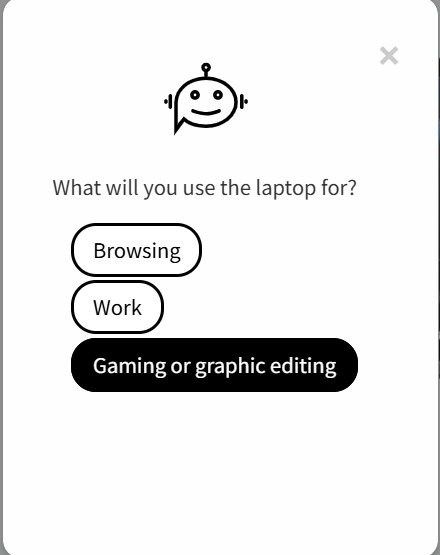 What will you use the laptop for?
Browsing
Work
Gaming or graphic editing